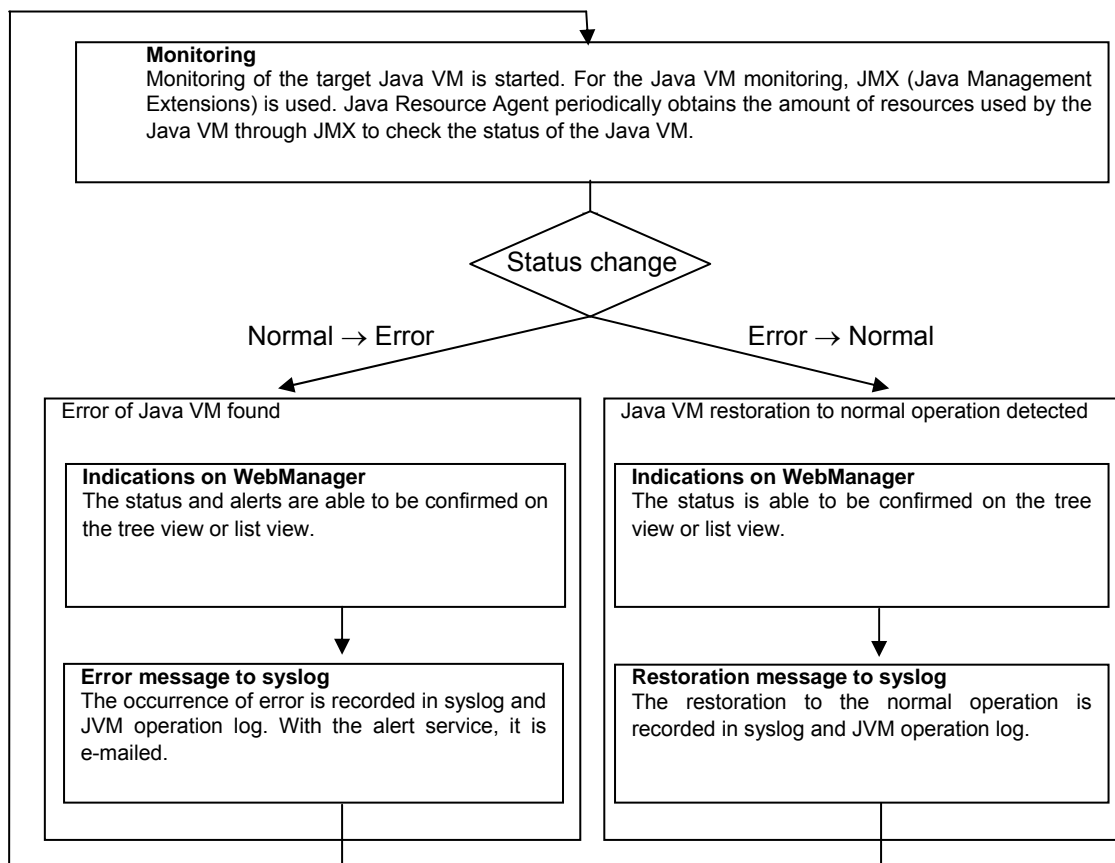 Monitoring
Monitoring of the target Java VM is started. For the Java VM monitoring, JMX (Java Management
Extensions) is used. Java Resource Agent periodically obtains the amount of resources used by the
Java VM through JMX to check the status of the Java VM.
Status change
Normal → Error
Error → Normal
Error of Java VM found
Indications on WebManager
The status and alerts are able to be confirmed on
the tree view or list view.
Error message to syslog
The occurrence of error is recorded in syslog and
JVM operation log. With the alert service, it is
e-mailed.
Java VM restoration to normal operation detected
Indications on WebManager
The status is able to be confirmed on the tree
view or list view.
Restoration message to syslog
The restoration to the normal operation is
recorded in syslog and JVM operation log.